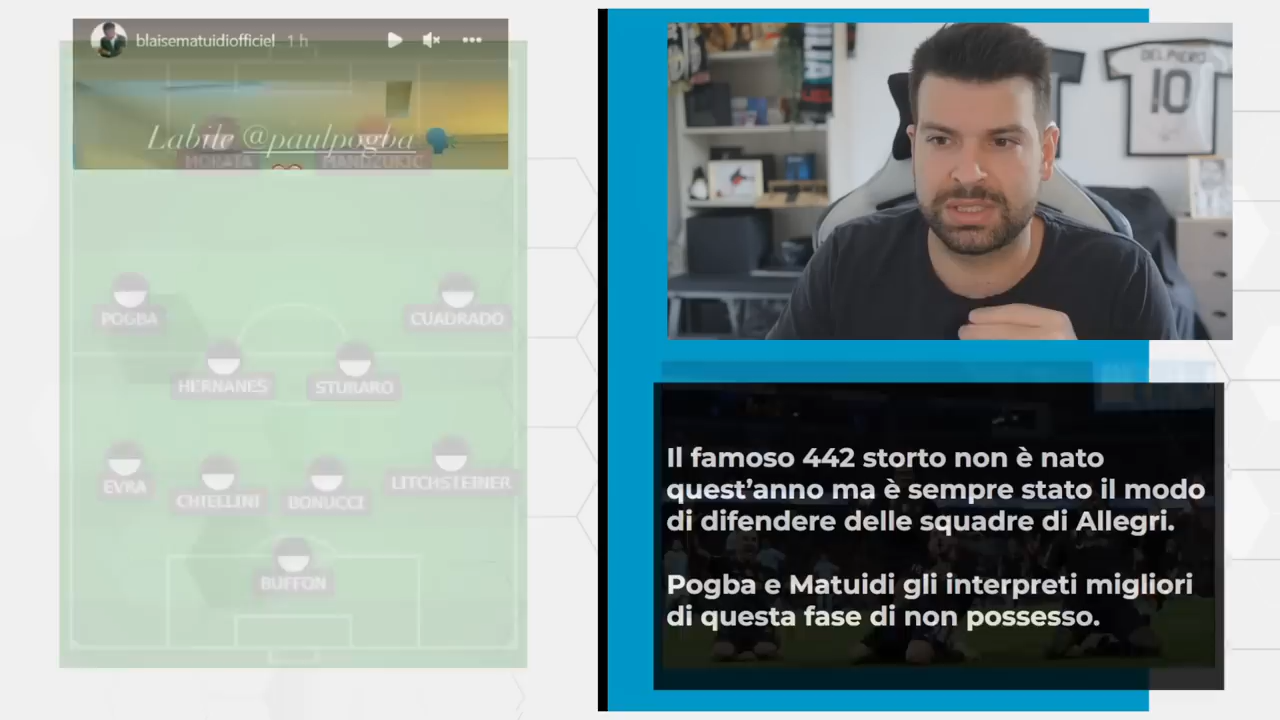 blaisematuidiofficiel 1 h
Labile @paulpogba
MORATA
MANDZUKIC
POGBA
CUADRADO
HERNANES
STURARO
EVRA
CHIELLINI
BONUCCI
LITCHSTEINER
BUFFON
DEL PIERO
10
Il famoso 442 storto non è nato
quest’anno ma è sempre stato il modo
di difendere delle squadre di Allegri.
Pogba e Matuidi gli interpreti migliori
di questa fase di non possesso.